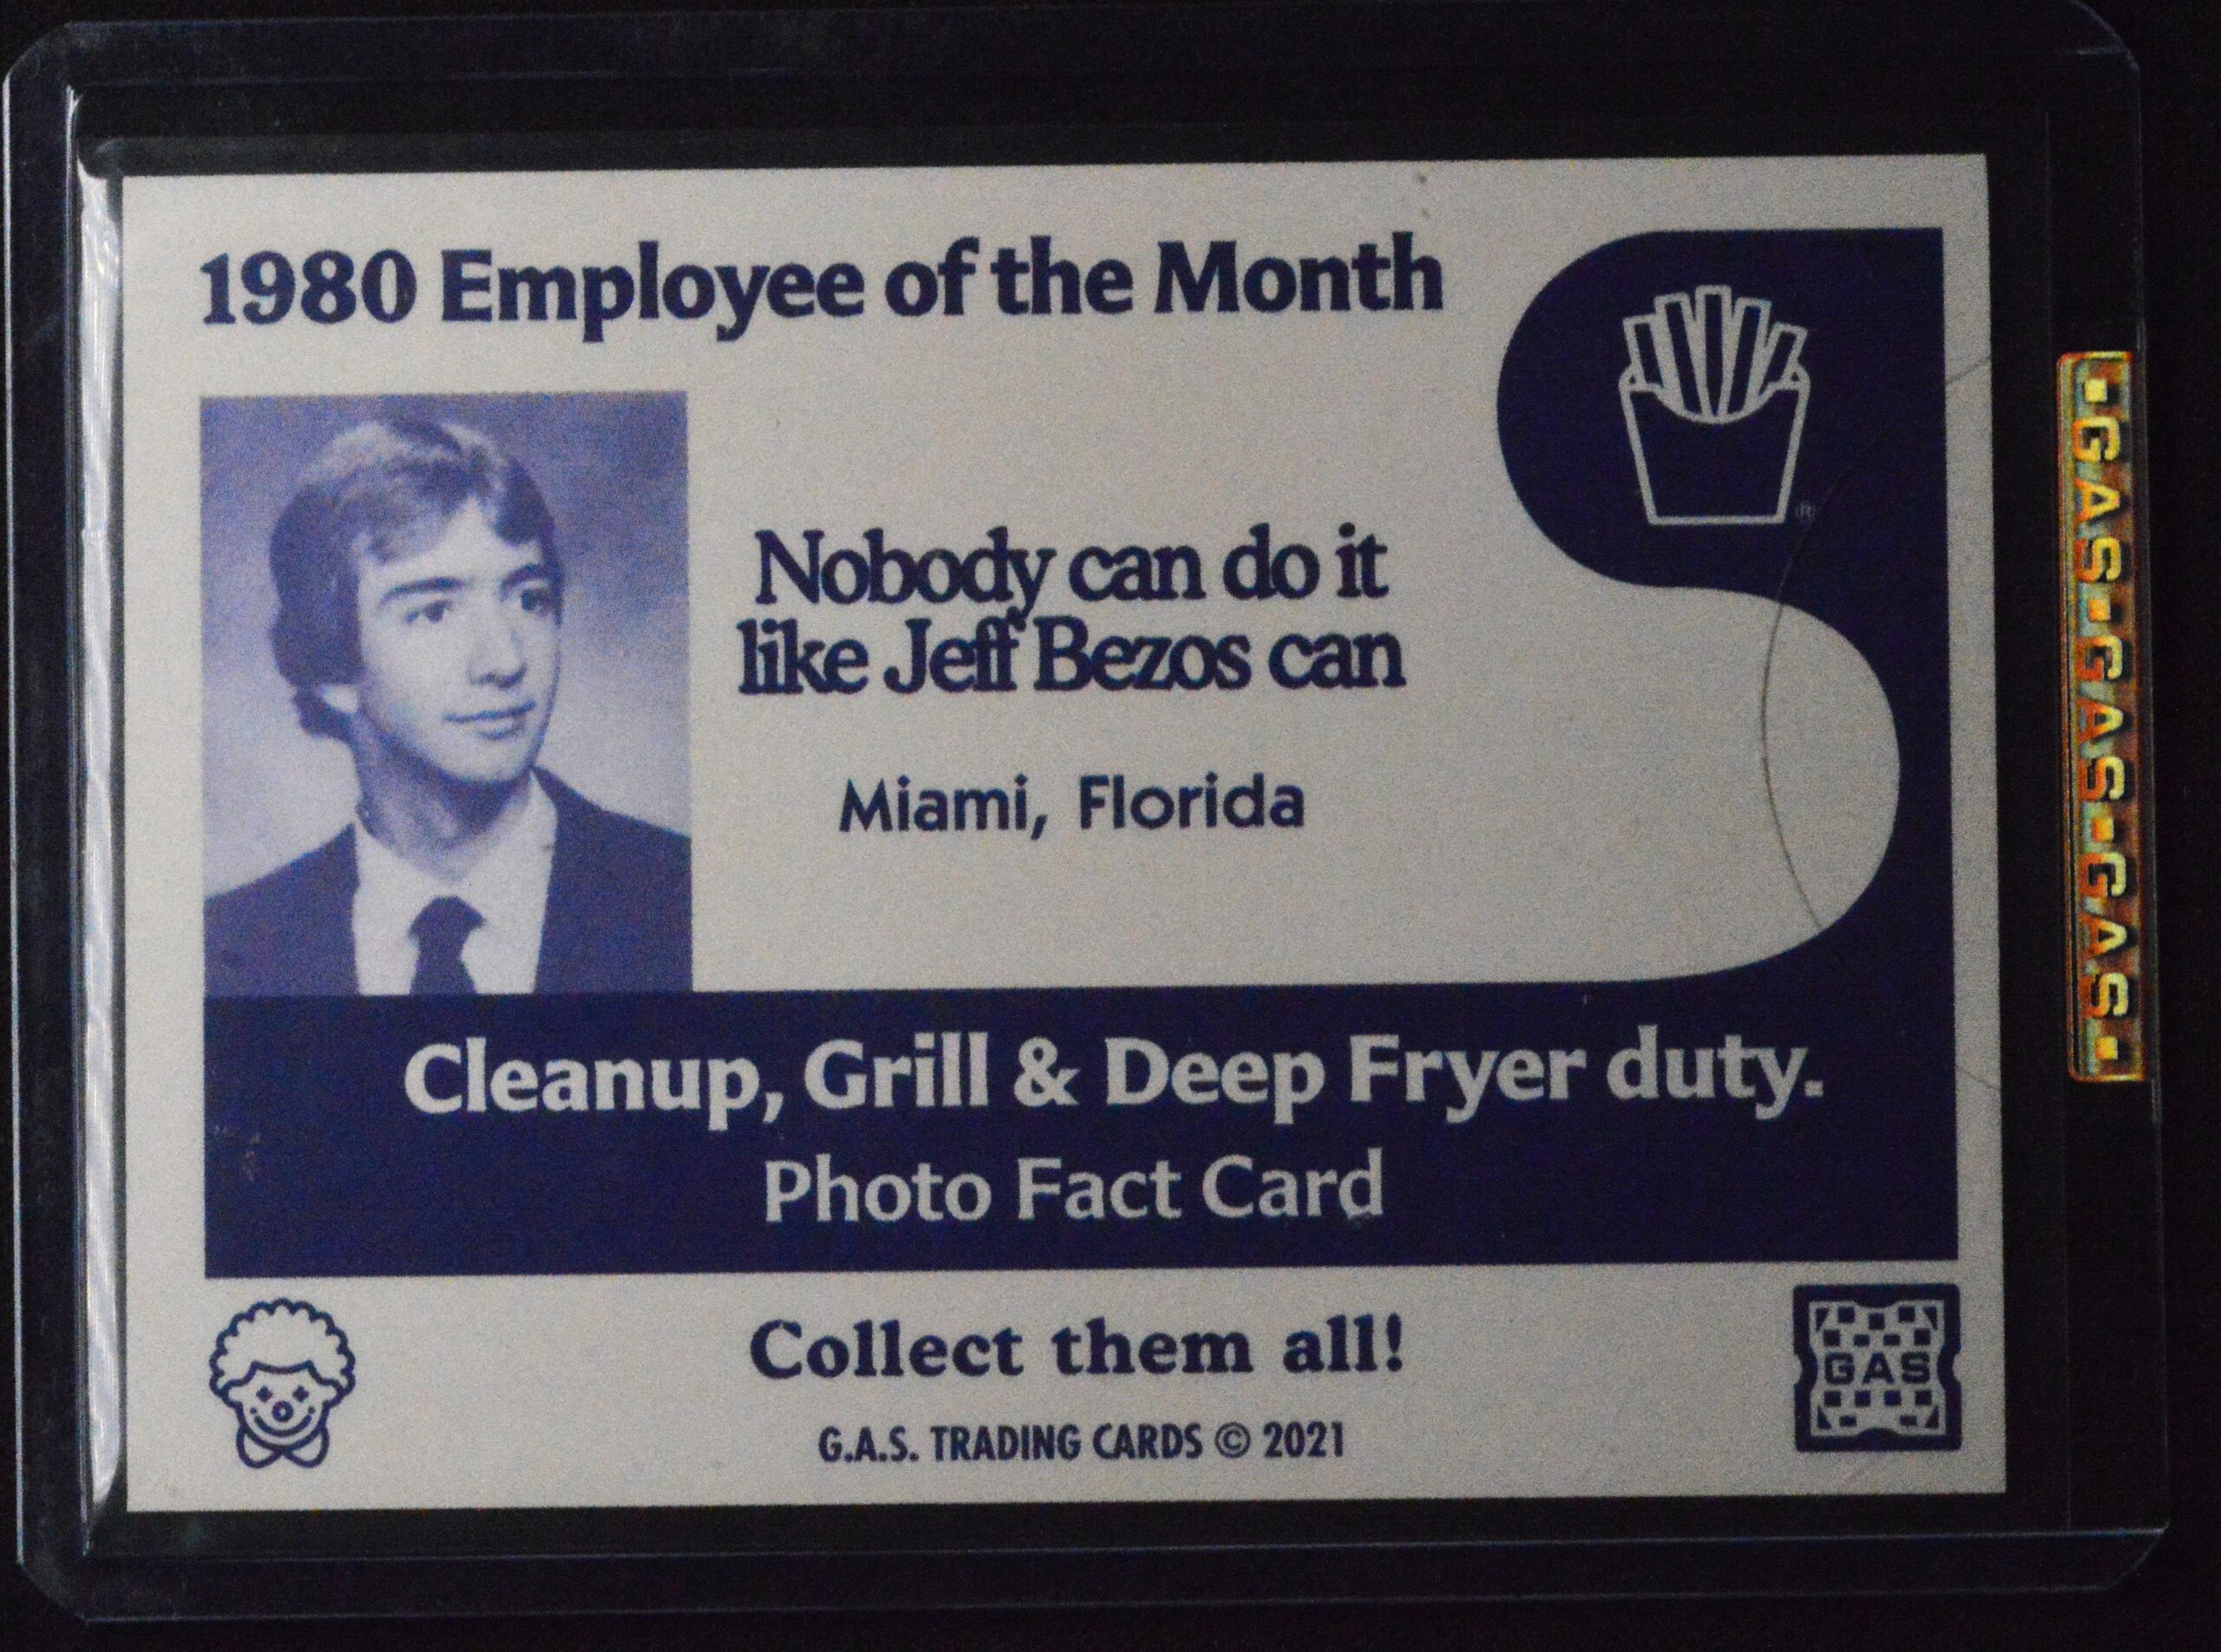 1980 Employee of the Month
®
Nobody can do it
like Jeff Bezos can
Miami, Florida
Cleanup, Grill & Deep Fryer duty.
Photo Fact Card
Collect them all!
GAS
G.A.S. TRADING CARDS © 2021
▪GAS▪GAS▪GAS▪